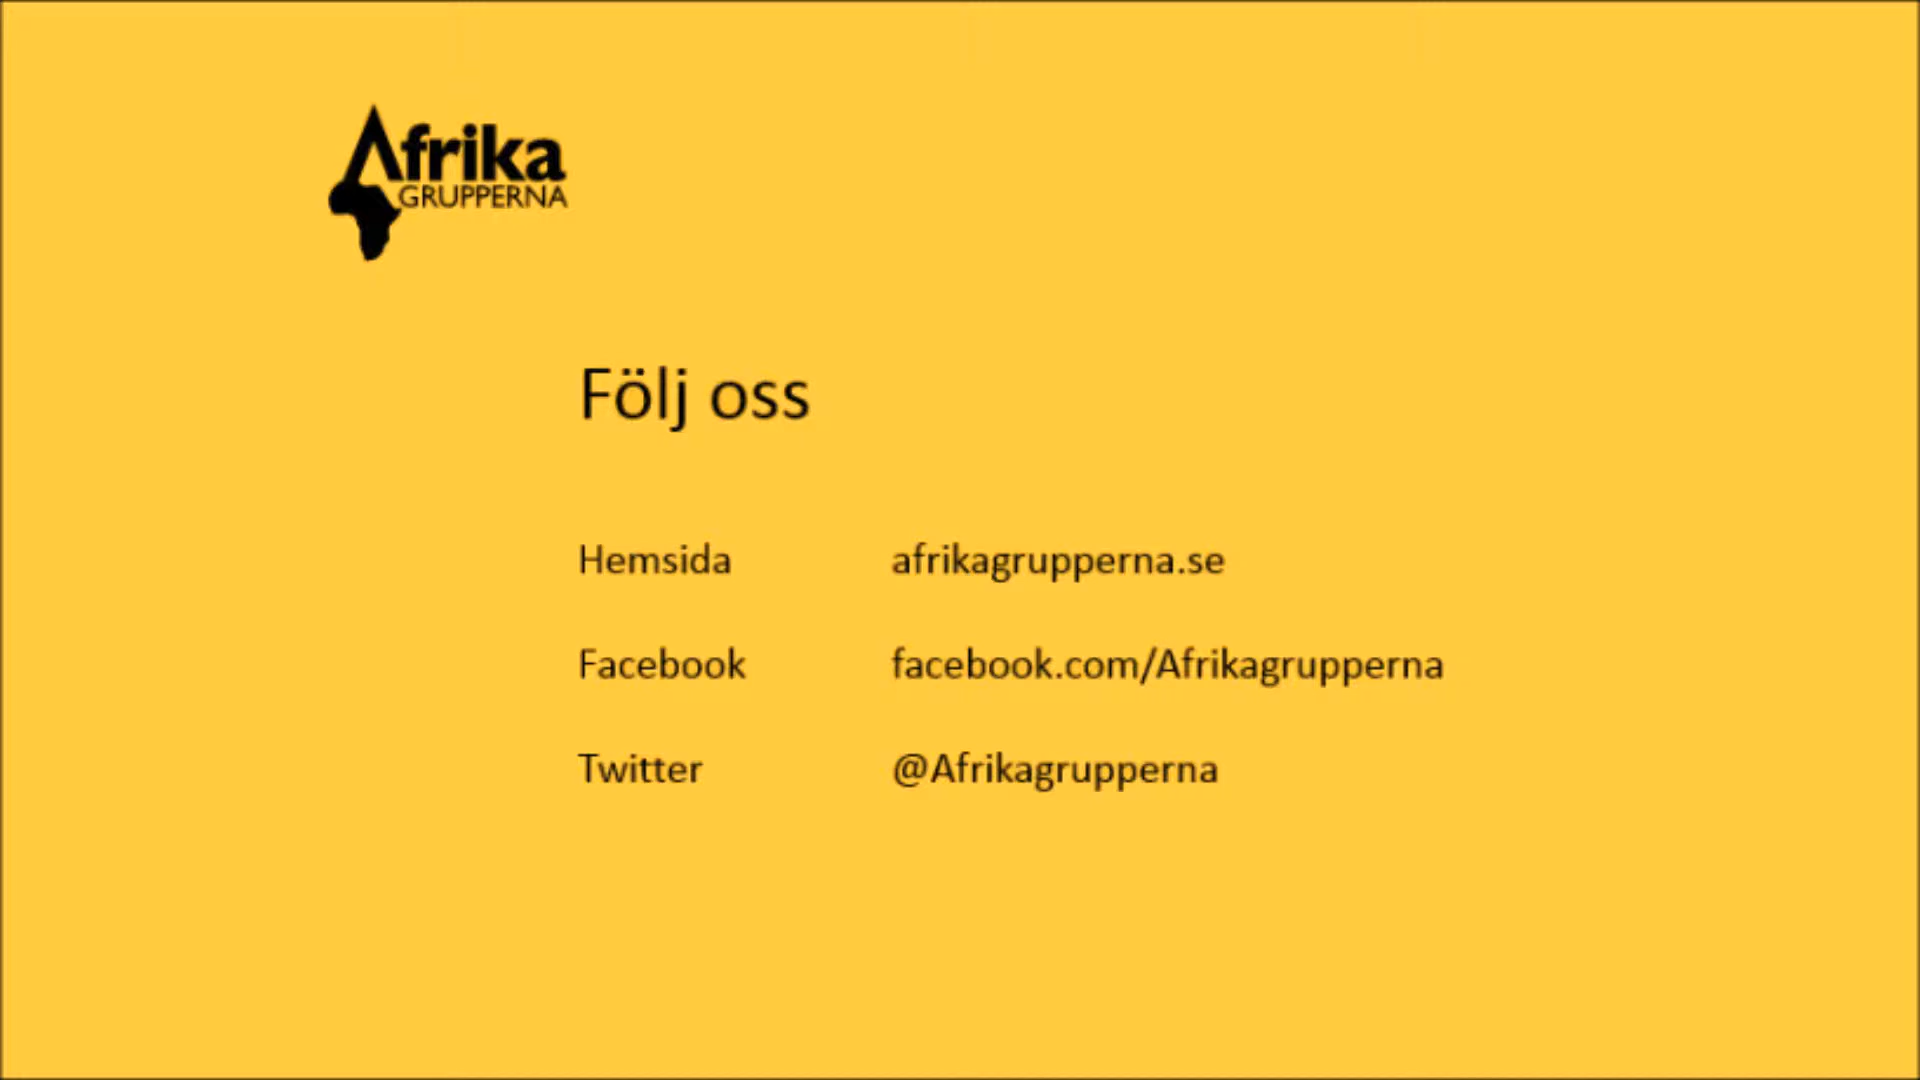 Afrika
GRUPPERNA
Följ oss
Hemsida afrikagrupperna.se
Facebook facebook.com/Afrikagrupperna
Twitter @Afrikagrupperna